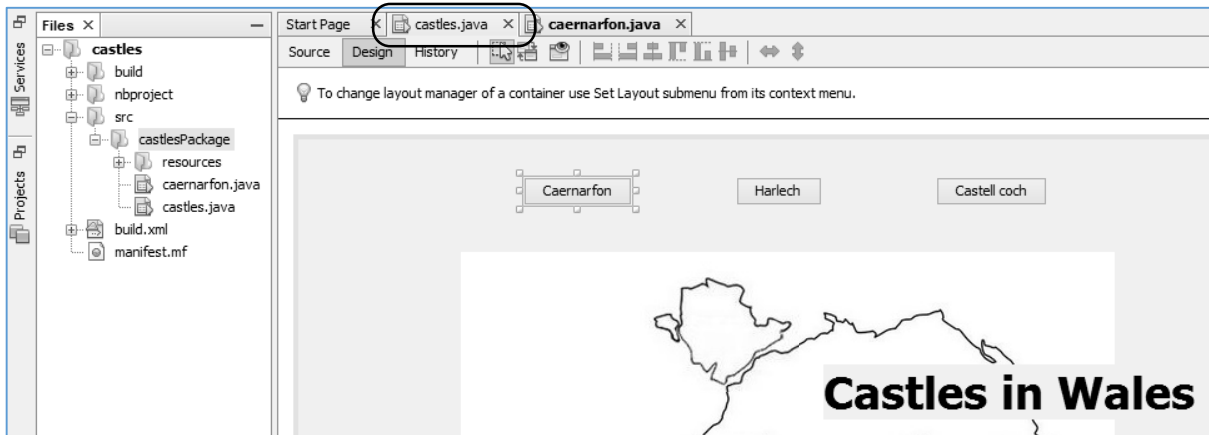 Files
Services
Projects
castles
build
nbproject
src
castlesPackage
resources
caernarfon.java
castles.java
build.xml
manifest.mf
Start Page castles.java caernarfon.java
Source Design History
To change layout manager of a container use Set Layout submenu from its context menu.
Caernarfon Harlech Castell coch
Castles in Wales